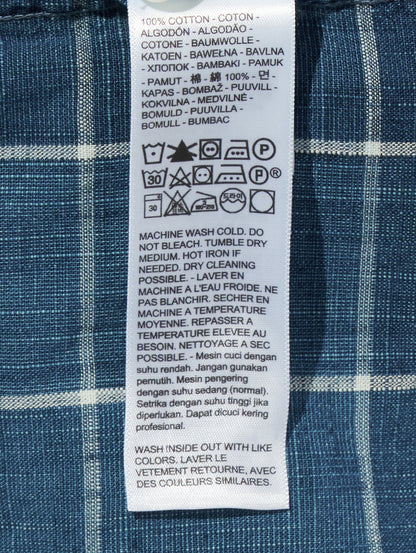 100% COTTON - COTON -
ALGODÓN - ALGODÃO -
COTONE - BAUMWOLLE -
KATOEN - BAWEŁNA - BAVLNA
- ХЛОПОК - ВАМВАКІ - PAMUK
- PAMUT - 棉 - 綿 100% - 면 -
KAPAS - BOMBAŽ - PUUVILL -
KOKVILNA - MEDVILNĖ -
BOMULD - PUUVILLA -
BOMULL - BUMBAC
P
30 P ®
30 180-210
MACHINE WASH COLD. DO
NOT BLEACH. TUMBLE DRY
MEDIUM. HOT IRON IF
NEEDED. DRY CLEANING
POSSIBLE. - LAVER EN
MACHINE A L'EAU FROIDE. NE
PAS BLANCHIR. SECHER EN
MACHINE A TEMPERATURE
MOYENNE. REPASSER A
TEMPERATURE ELEVEE AU
BESOIN. NETTOYAGE A SEC
POSSIBLE. - Mesin cuci dengan
suhu rendah. Jangan gunakan
pemutih. Mesin pengering
dengan suhu sedang (normal).
Setrika dengan suhu tinggi jika
diperlukan. Dapat dicuci kering
profesional.
WASH INSIDE OUT WITH LIKE
COLORS. LAVER LE
VETEMENT RETOURNE, AVEC
DES COULEURS SIMILAIRES.